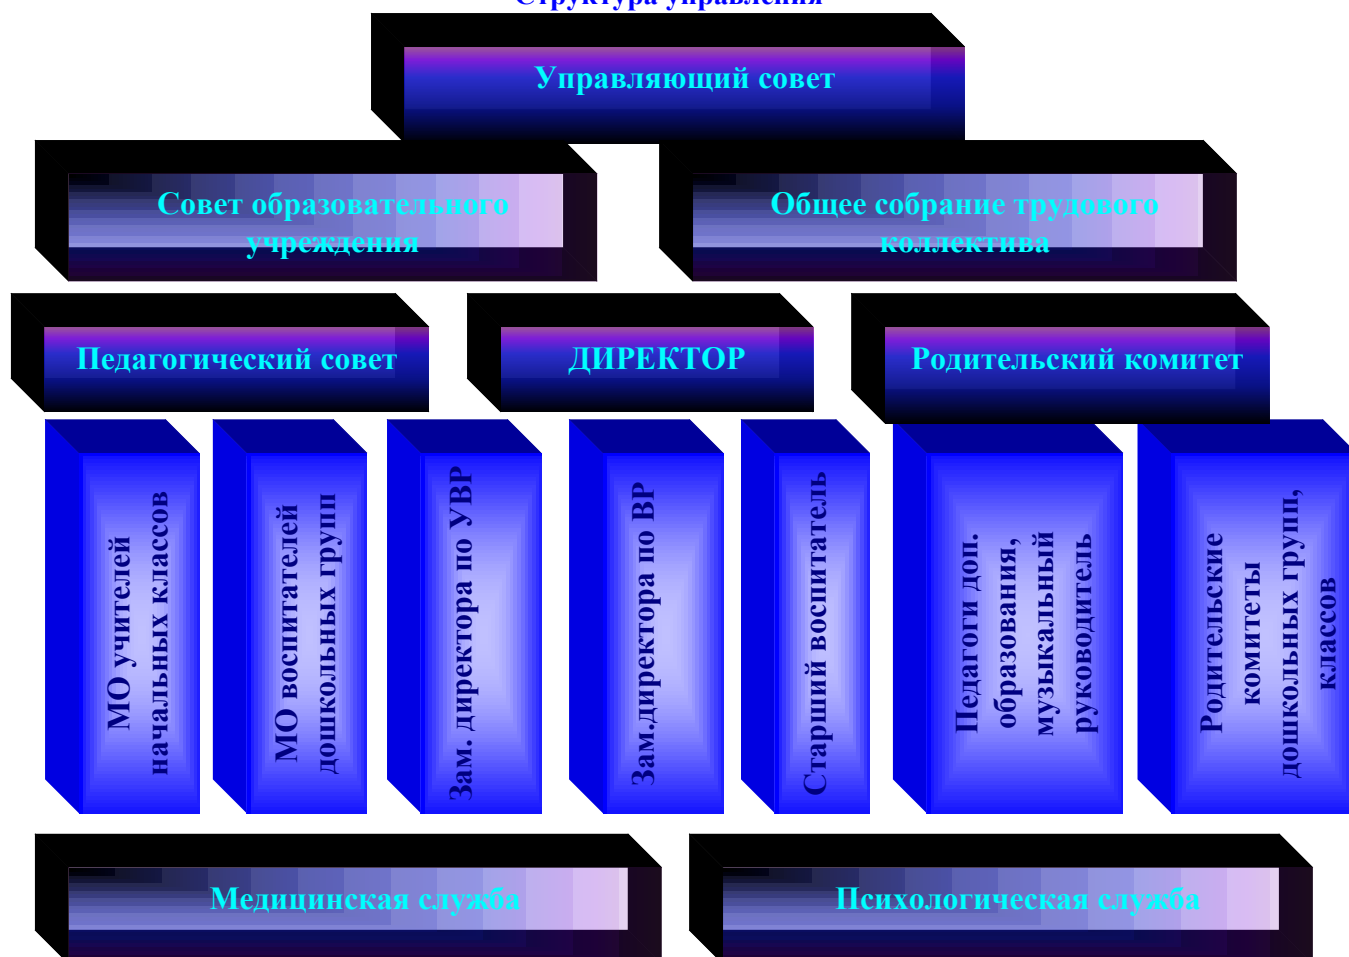 Структура управления
Управляющий совет
Совет образовательного
учреждения
Общее собрание трудового
коллектива
Педагогический совет
ДИРЕКТОР
Родительский комитет
МО учителей
начальных классов
МО воспитателей
дошкольных групп
Зам. директора по УВР
Зам.директора по ВР
Старший воспитатель
Педагоги доп.
образования,
музыкальный
руководитель
Родительские
комитеты
дошкольных групп,
классов
Медицинская служба
Психологическая служба